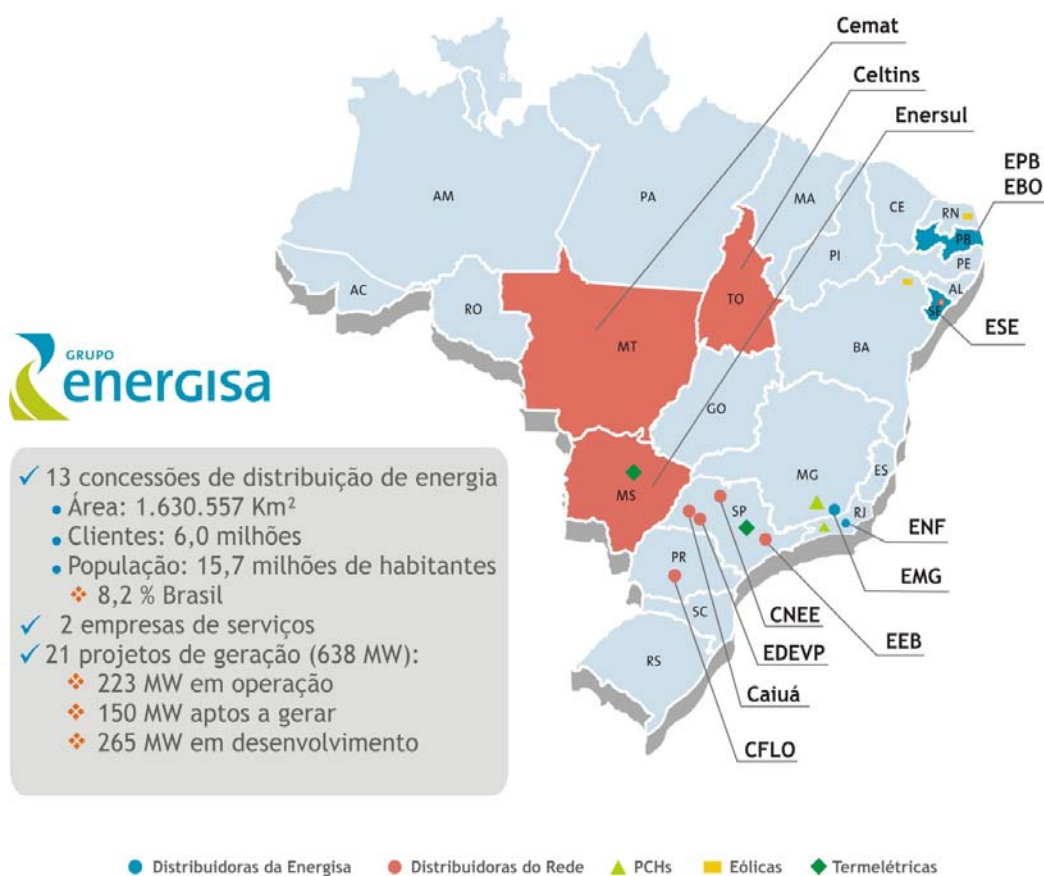 Cemat
Celtins
Enersul
EPB
EBO
RR
AM
PA
MA
CE
RN
PB
PE
PI
AL
AC
RO
TO
SE
ESE
MT
BA
GRUPO
energisa
GO
13 concessões de distribuição de energia
Área: 1.630.557 Km²
Clientes: 6,0 milhões
População: 15,7 milhões de habitantes
8,2 % Brasil
2 empresas de serviços
21 projetos de geração (638 MW):
223 MW em operação
150 MW aptos a gerar
265 MW em desenvolvimento
MG
ES
MS
SP
RJ
ENF
PR
EMG
SC
CNEE
EEB
RS
EDEVP
Caiuá
CFLO
Distribuidoras da Energisa Distribuidoras do Rede PCHs Eólicas Termelétricas